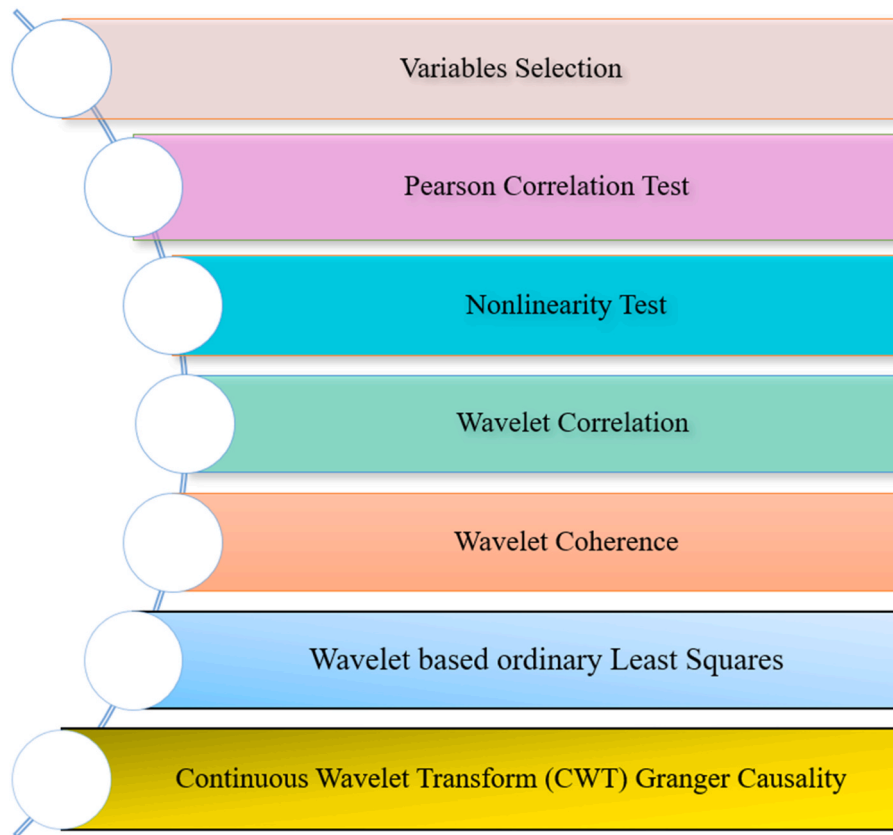 Variables Selection
Pearson Correlation Test
Nonlinearity Test
Wavelet Correlation
Wavelet Coherence
Wavelet based ordinary Least Squares
Continuous Wavelet Transform (CWT) Granger Causality